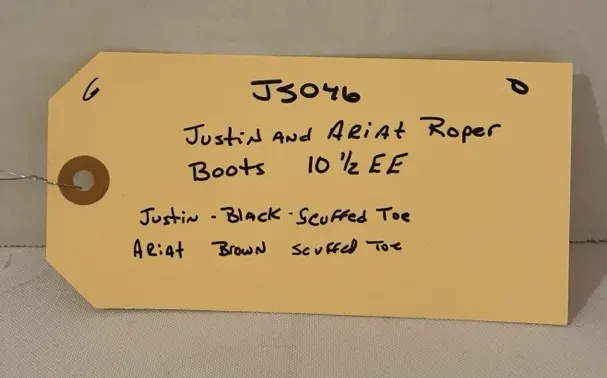 6 JS046 0
Justin and Ariat Roper
Boots 10 1/2 EE
Justin - Black - Scuffed Toe
Ariat Brown Scuffed Toe